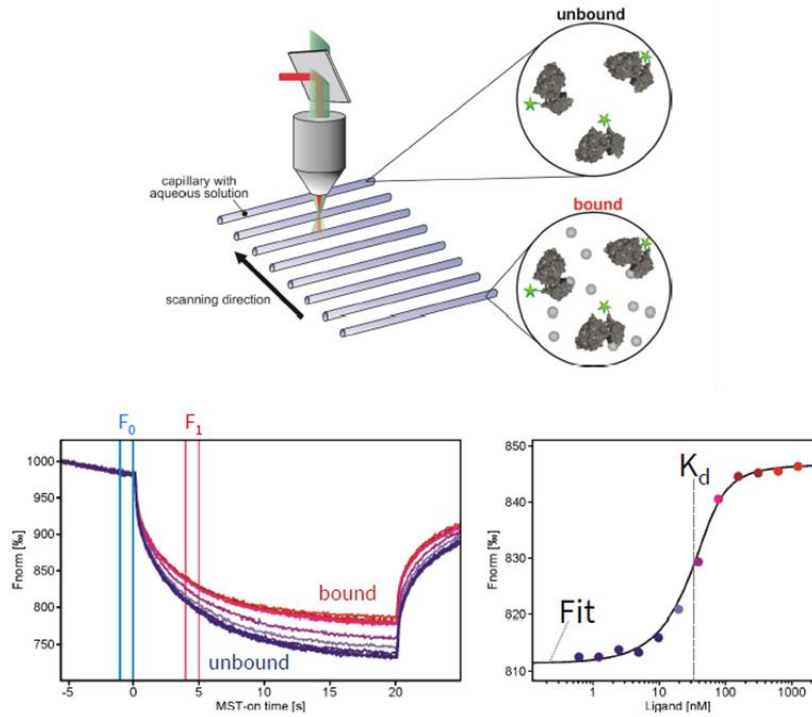 unbound
capillary with
aqueous solution
bound
scanning direction
F₀
F₁
1000
950
900
850
800
750
Fnorm [‰]
bound
unbound
-5
0
5
10
15
20
MST-on time [s]
850
840
830
820
810
Fnorm [‰]
Kd
Fit
1
10
100
1000
Ligand [nM]